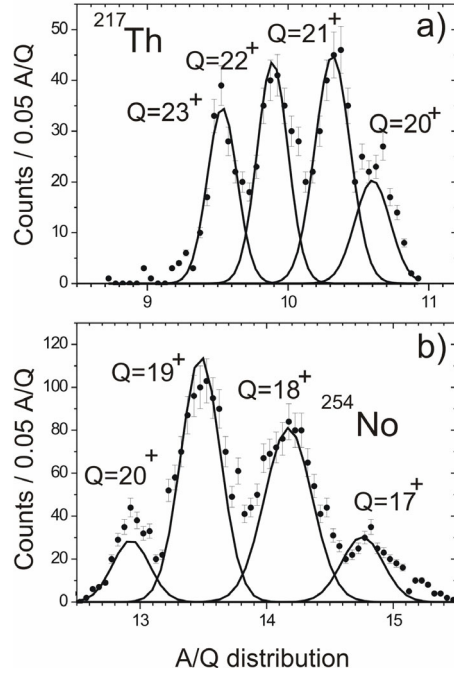 ²¹⁷Th
a)
Q=21⁺
Q=22⁺
Q=23⁺
Q=20⁺
Counts / 0.05 A/Q
50
40
30
20
10
0
9
10
11
b)
Q=19⁺
Q=18⁺
²⁵⁴No
Q=20⁺
Q=17⁺
Counts / 0.05 A/Q
120
100
80
60
40
20
0
13
14
15
A/Q distribution